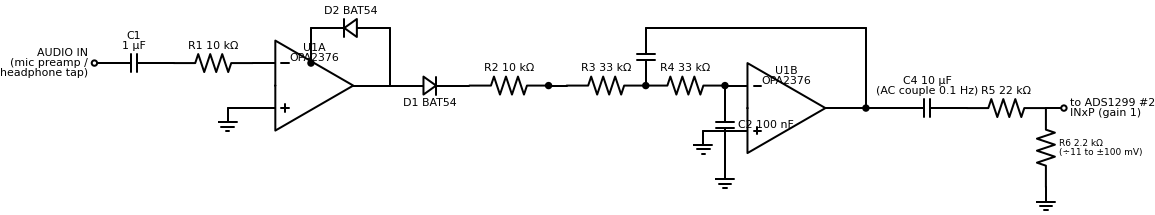 D2 BAT54
C1
1 µF
R1 10 kΩ
U1A
OPA2376
AUDIO IN
(mic preamp /
headphone tap)
R2 10 kΩ
R3 33 kΩ
R4 33 kΩ
U1B
OPA2376
C4 10 µF
(AC couple 0.1 Hz)
R5 22 kΩ
to ADS1299 #2
INxP (gain 1)
D1 BAT54
C2 100 nF
R6 2.2 kΩ
(÷11 to ±100 mV)